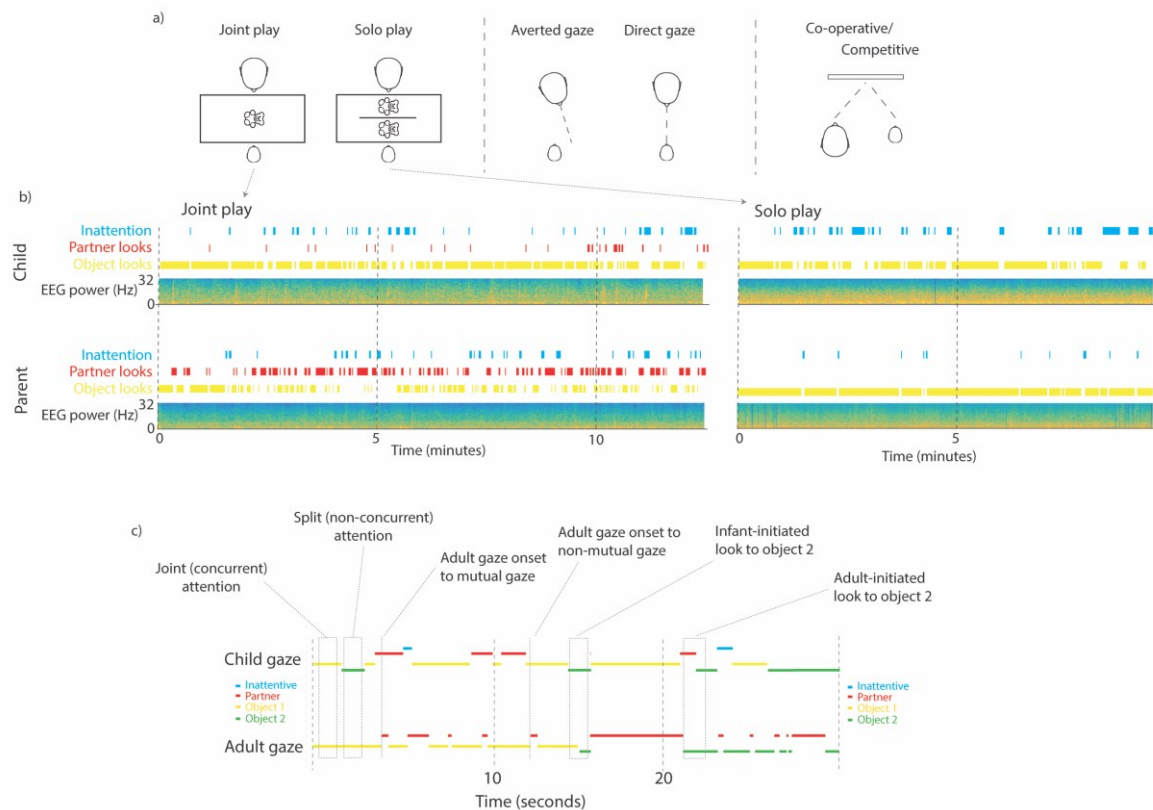 a)
Joint play
Solo play
Averted gaze
Direct gaze
Co-operative/
Competitive
b)
Joint play
Solo play
Child
Inattention
Partner looks
Object looks
EEG power (Hz)
32
0
Parent
Inattention
Partner looks
Object looks
EEG power (Hz)
32
0
0
5
10
0
5
Time (minutes)
Time (minutes)
c)
Joint (concurrent)
attention
Split (non-concurrent)
attention
Adult gaze onset
to mutual gaze
Adult gaze onset to
non-mutual gaze
Infant-initiated
look to object 2
Adult-initiated
look to object 2
Child gaze
Inattentive
Partner
Object 1
Object 2
Inattentive
Partner
Object 1
Object 2
Adult gaze
10
20
Time (seconds)